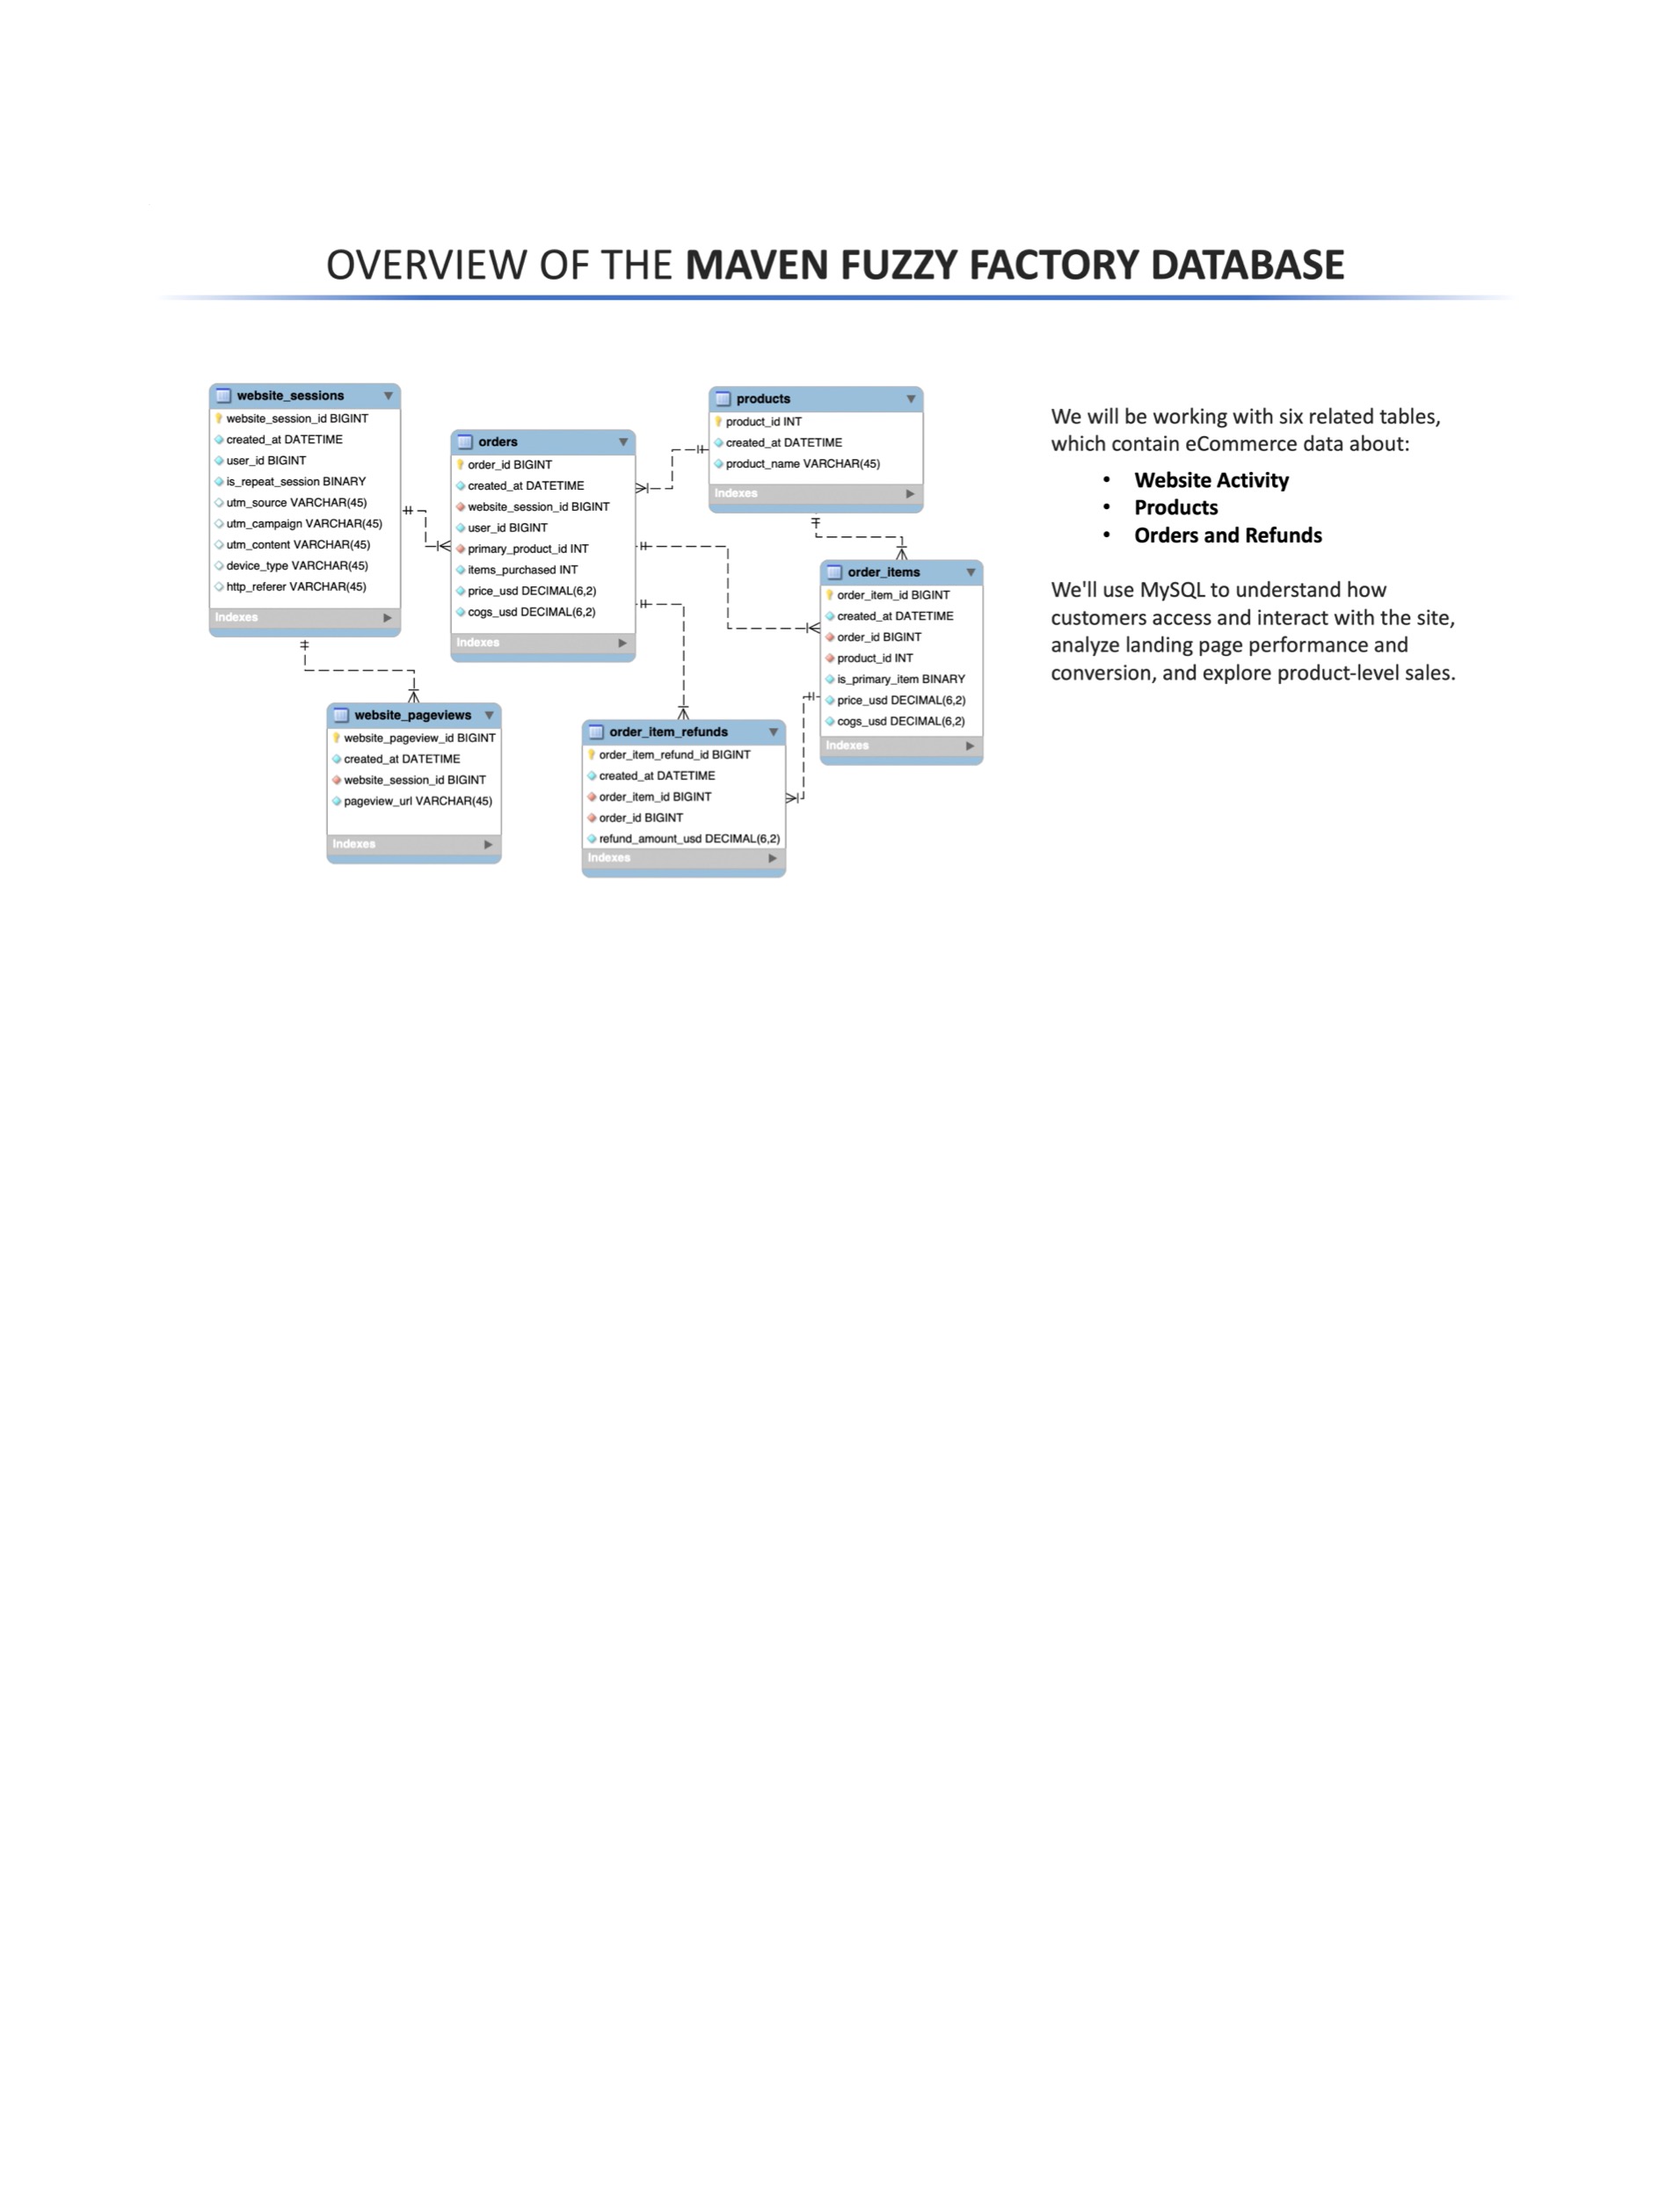 OVERVIEW OF THE MAVEN FUZZY FACTORY DATABASE
website_sessions
website_session_id BIGINT
created_at DATETIME
user_id BIGINT
is_repeat_session BINARY
utm_source VARCHAR(45)
utm_campaign VARCHAR(45)
utm_content VARCHAR(45)
device_type VARCHAR(45)
http_referer VARCHAR(45)
Indexes
orders
order_id BIGINT
created_at DATETIME
website_session_id BIGINT
user_id BIGINT
primary_product_id INT
items_purchased INT
price_usd DECIMAL(6,2)
cogs_usd DECIMAL(6,2)
Indexes
products
product_id INT
created_at DATETIME
product_name VARCHAR(45)
Indexes
order_items
order_item_id BIGINT
created_at DATETIME
order_id BIGINT
product_id INT
is_primary_item BINARY
price_usd DECIMAL(6,2)
cogs_usd DECIMAL(6,2)
Indexes
website_pageviews
website_pageview_id BIGINT
created_at DATETIME
website_session_id BIGINT
pageview_url VARCHAR(45)
Indexes
order_item_refunds
order_item_refund_id BIGINT
created_at DATETIME
order_item_id BIGINT
order_id BIGINT
refund_amount_usd DECIMAL(6,2)
Indexes
We will be working with six related tables,
which contain eCommerce data about:
• Website Activity
• Products
• Orders and Refunds
We'll use MySQL to understand how
customers access and interact with the site,
analyze landing page performance and
conversion, and explore product-level sales.